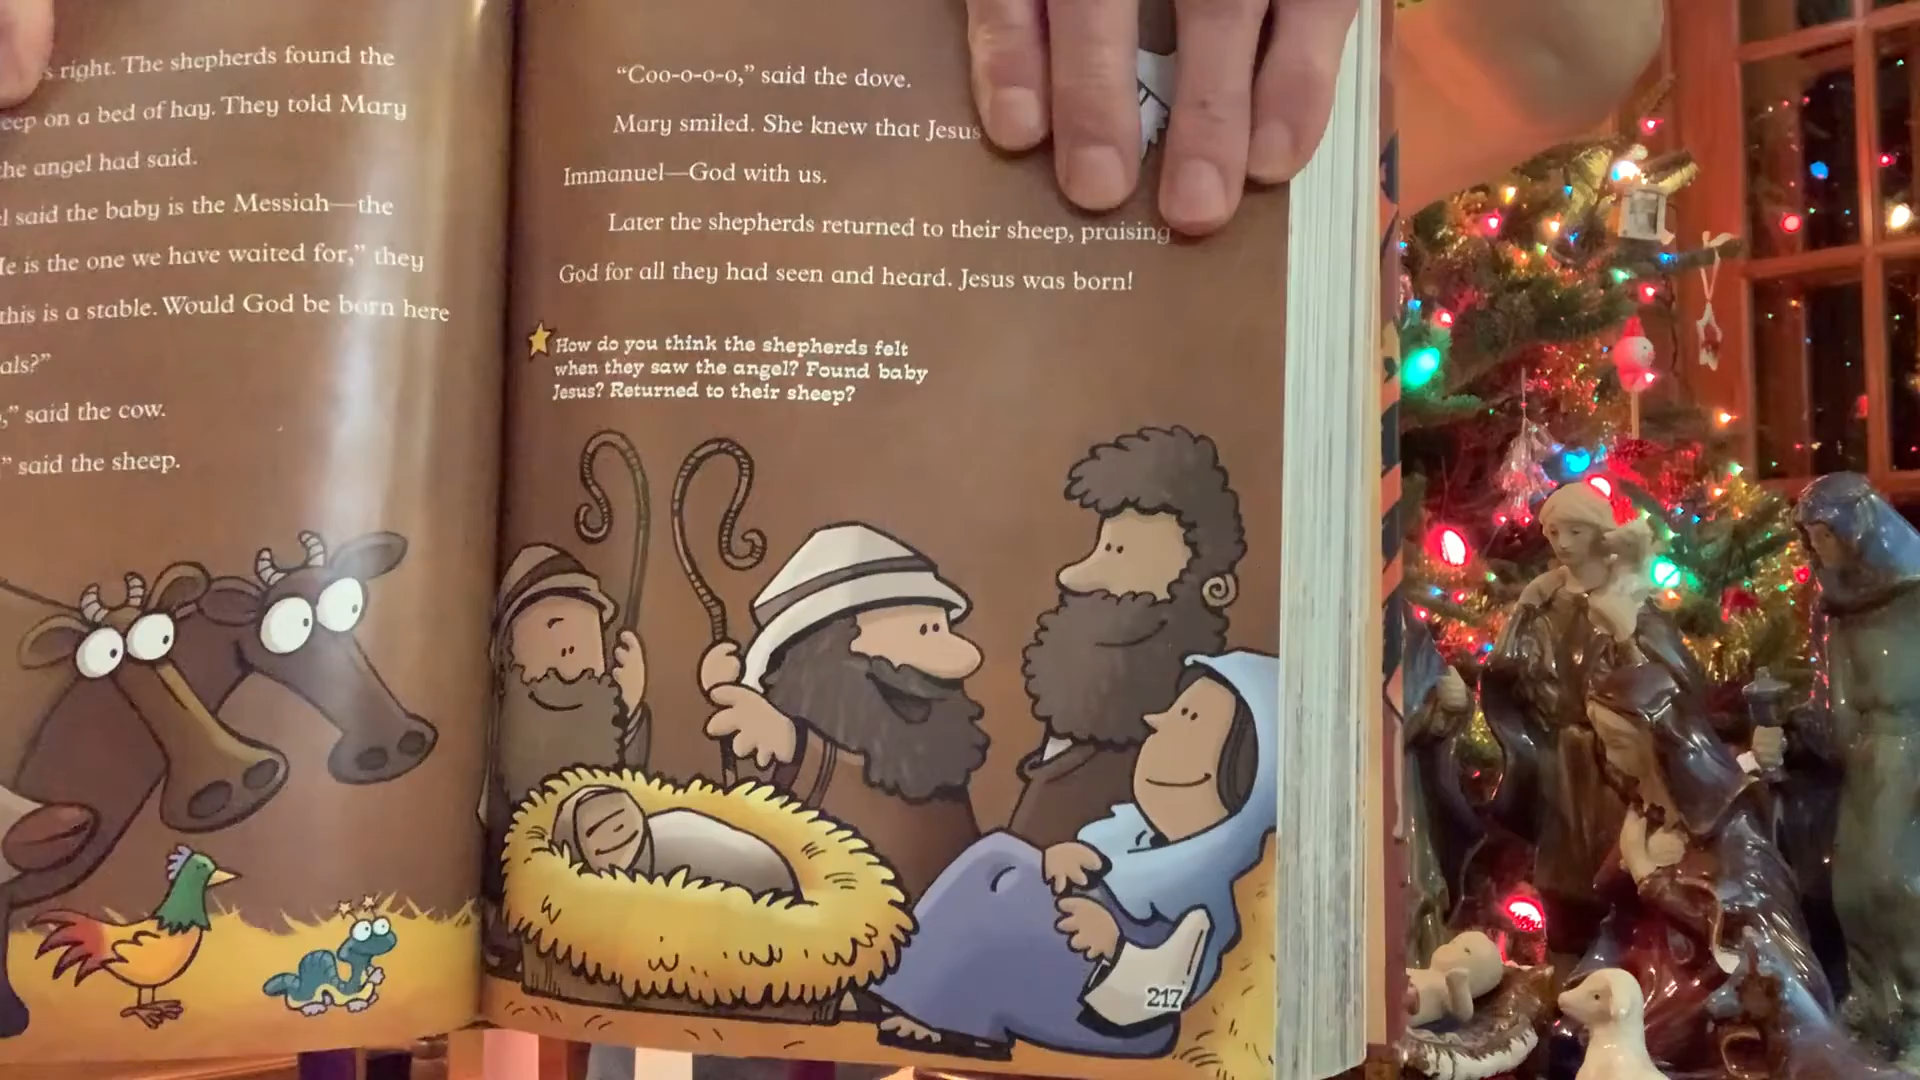 right. The shepherds found the
on a bed of hay. They told Mary
the angel had said.
said the baby is the Messiah—the
is the one we have waited for,” they
this is a stable. Would God be born here
said the cow.
” said the sheep.
“Coo-o-o-o,” said the dove.
Mary smiled. She knew that Jesus
Immanuel—God with us.
Later the shepherds returned to their sheep, praising
God for all they had seen and heard. Jesus was born!
How do you think the shepherds felt
when they saw the angel? Found baby
Jesus? Returned to their sheep?
217